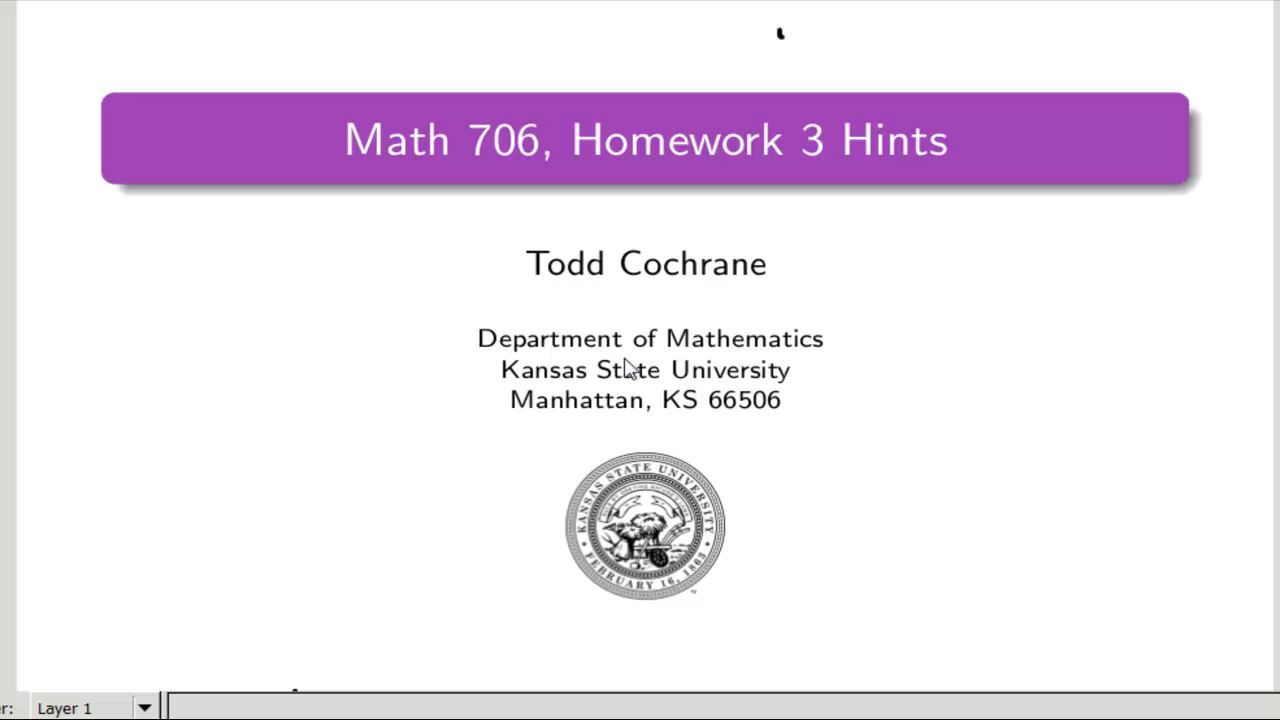 Math 706, Homework 3 Hints
Todd Cochrane
Department of Mathematics
Kansas State University
Manhattan, KS 66506
KANSAS STATE UNIVERSITY
FEBRUARY 16, 1863
er:
Layer 1